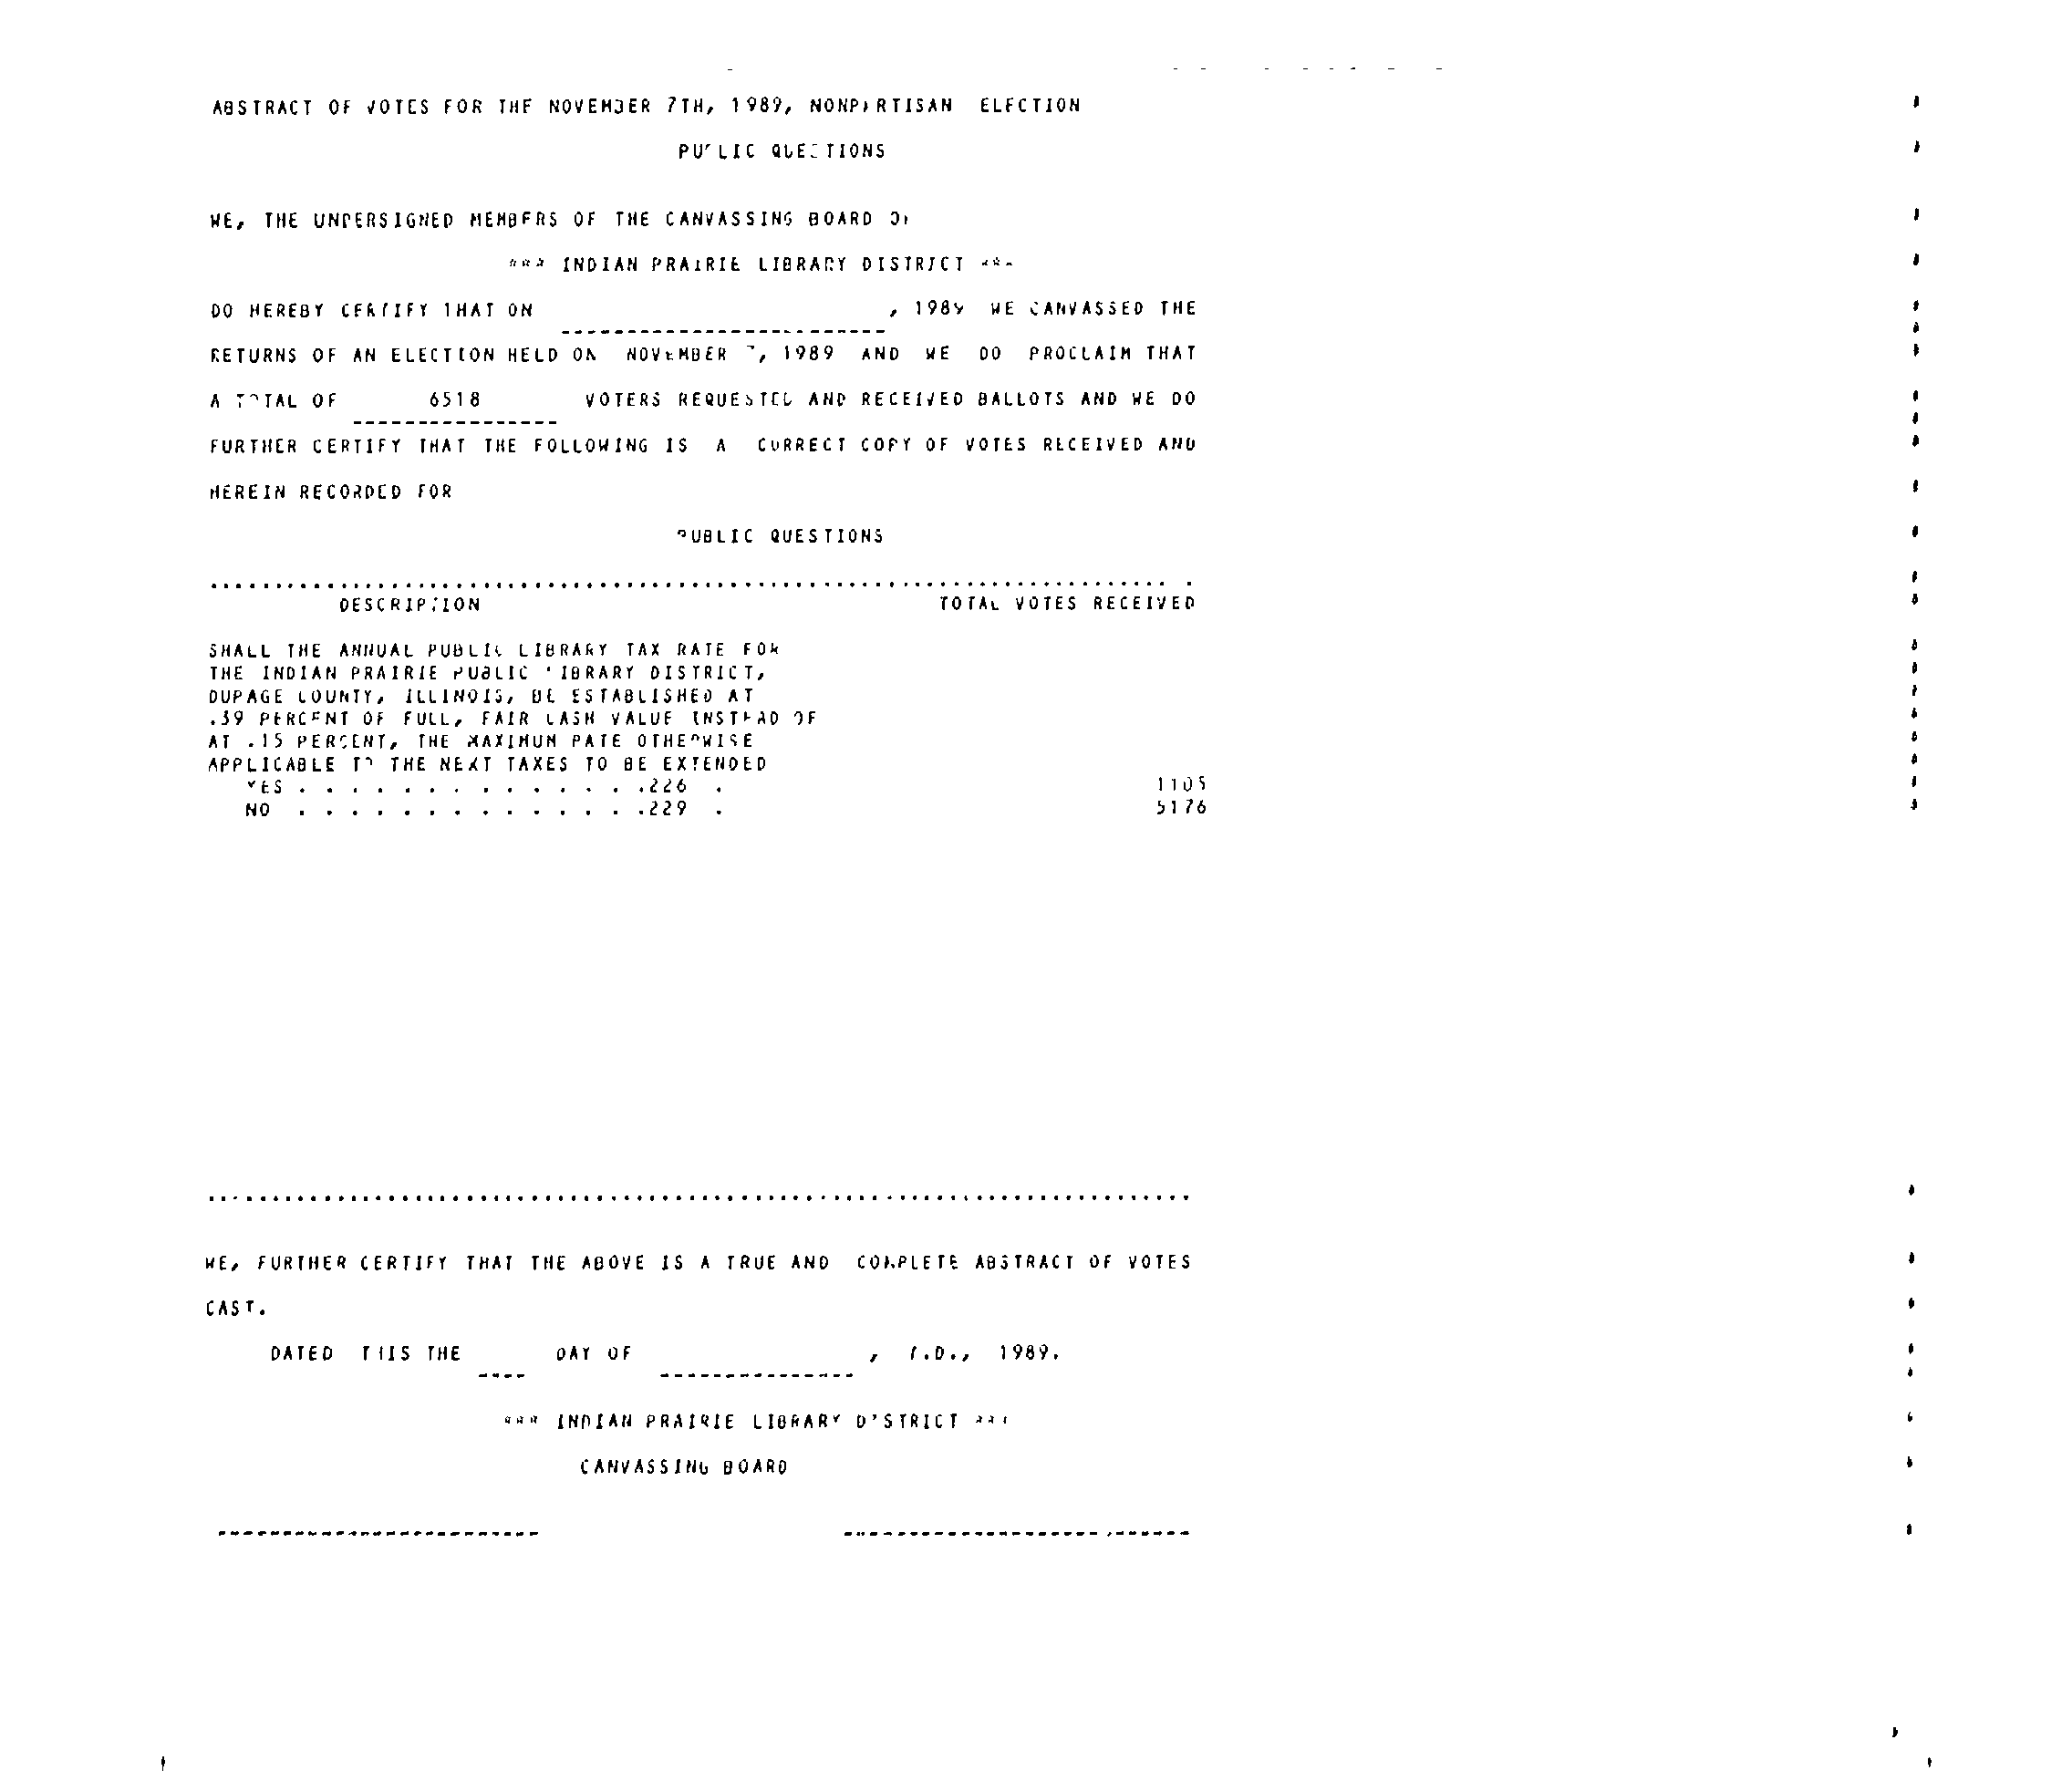 ABSTRACT OF VOTES FOR THE NOVEMBER 7TH, 1989, NONPARTISAN ELECTION
PUBLIC QUESTIONS
WE, THE UNDERSIGNED MEMBERS OF THE CANVASSING BOARD OF
*** INDIAN PRAIRIE LIBRARY DISTRICT ***
DO HEREBY CERTIFY THAT ON ________________________, 1989 WE CANVASSED THE
RETURNS OF AN ELECTION HELD ON NOVEMBER 7, 1989 AND WE DO PROCLAIM THAT
A TOTAL OF 6518 VOTERS REQUESTED AND RECEIVED BALLOTS AND WE DO
FURTHER CERTIFY THAT THE FOLLOWING IS A CORRECT COPY OF VOTES RECEIVED AND
HEREIN RECORDED FOR
PUBLIC QUESTIONS
DESCRIPTION TOTAL VOTES RECEIVED
SHALL THE ANNUAL PUBLIC LIBRARY TAX RATE FOR
THE INDIAN PRAIRIE PUBLIC LIBRARY DISTRICT,
DUPAGE COUNTY, ILLINOIS, BE ESTABLISHED AT
.39 PERCENT OF FULL, FAIR CASH VALUE INSTEAD OF
AT .15 PERCENT, THE MAXIMUM RATE OTHERWISE
APPLICABLE TO THE NEXT TAXES TO BE EXTENDED
YES . . . . . . . . . . . . . .226 . 1105
NO . . . . . . . . . . . . . .229 . 5176
WE, FURTHER CERTIFY THAT THE ABOVE IS A TRUE AND COMPLETE ABSTRACT OF VOTES
CAST.
DATED THIS THE ____ DAY OF _______________, A.D., 1989.
*** INDIAN PRAIRIE LIBRARY DISTRICT ***
CANVASSING BOARD